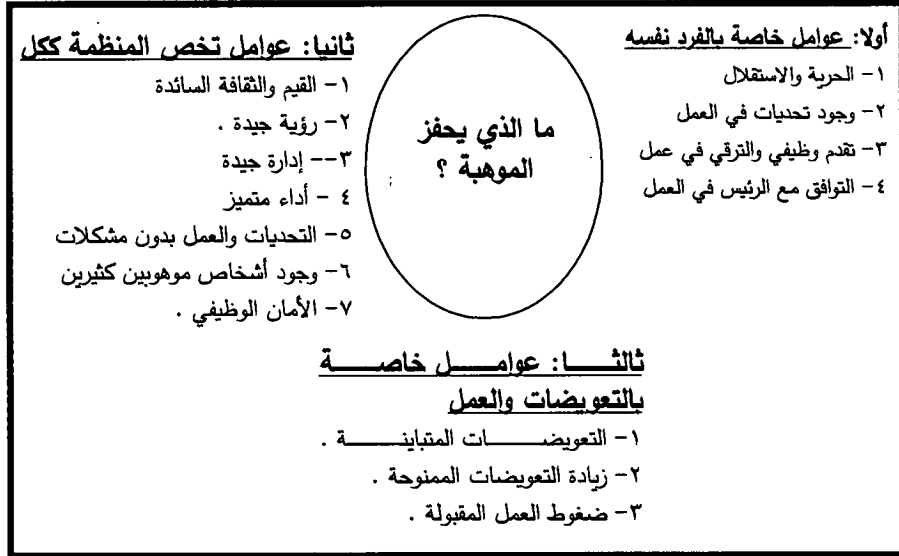 أولا: عوامل خاصة بالفرد نفسه
١- الحرية والاستقلال
٢- وجود تحديات في العمل
٣- تقدم وظيفي والترقي في عمل
٤- التوافق مع الرئيس في العمل
ما الذي يحفز
الموهبة ؟
ثانيا: عوامل تخص المنظمة ككل
١- القيم والثقافة السائدة
٢- رؤية جيدة .
٣-- إدارة جيدة
٤ - أداء متميز
٥- التحديات والعمل بدون مشكلات
٦- وجود أشخاص موهوبين كثيرين
٧- الأمان الوظيفي .
ثالثـــــا: عوامـــــل خاصـــــة
بالتعويضات والعمل
١- التعويضـــــات المتباينـــــة .
٢- زيادة التعويضات الممنوحة .
٣- ضغوط العمل المقبولة .